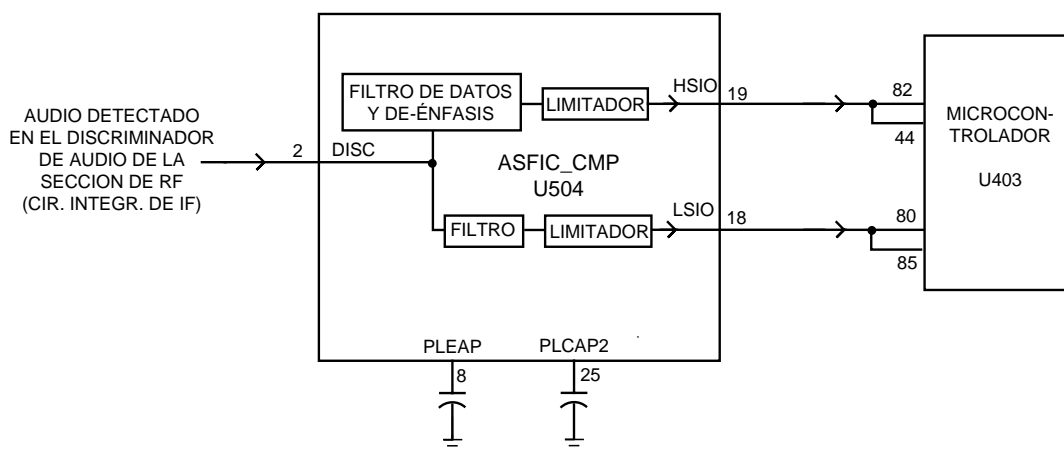 AUDIO DETECTADO
EN EL DISCRIMINADOR
DE AUDIO DE LA
SECCION DE RF
(CIR. INTEGR. DE IF)
2
DISC
FILTRO DE DATOS
Y DE-ÉNFASIS
LIMITADOR
HSIO
19
ASFIC_CMP
U504
FILTRO
LIMITADOR
LSIO
18
82
44
80
85
MICROCON-
TROLADOR
U403
PLEAP
8
PLCAP2
25